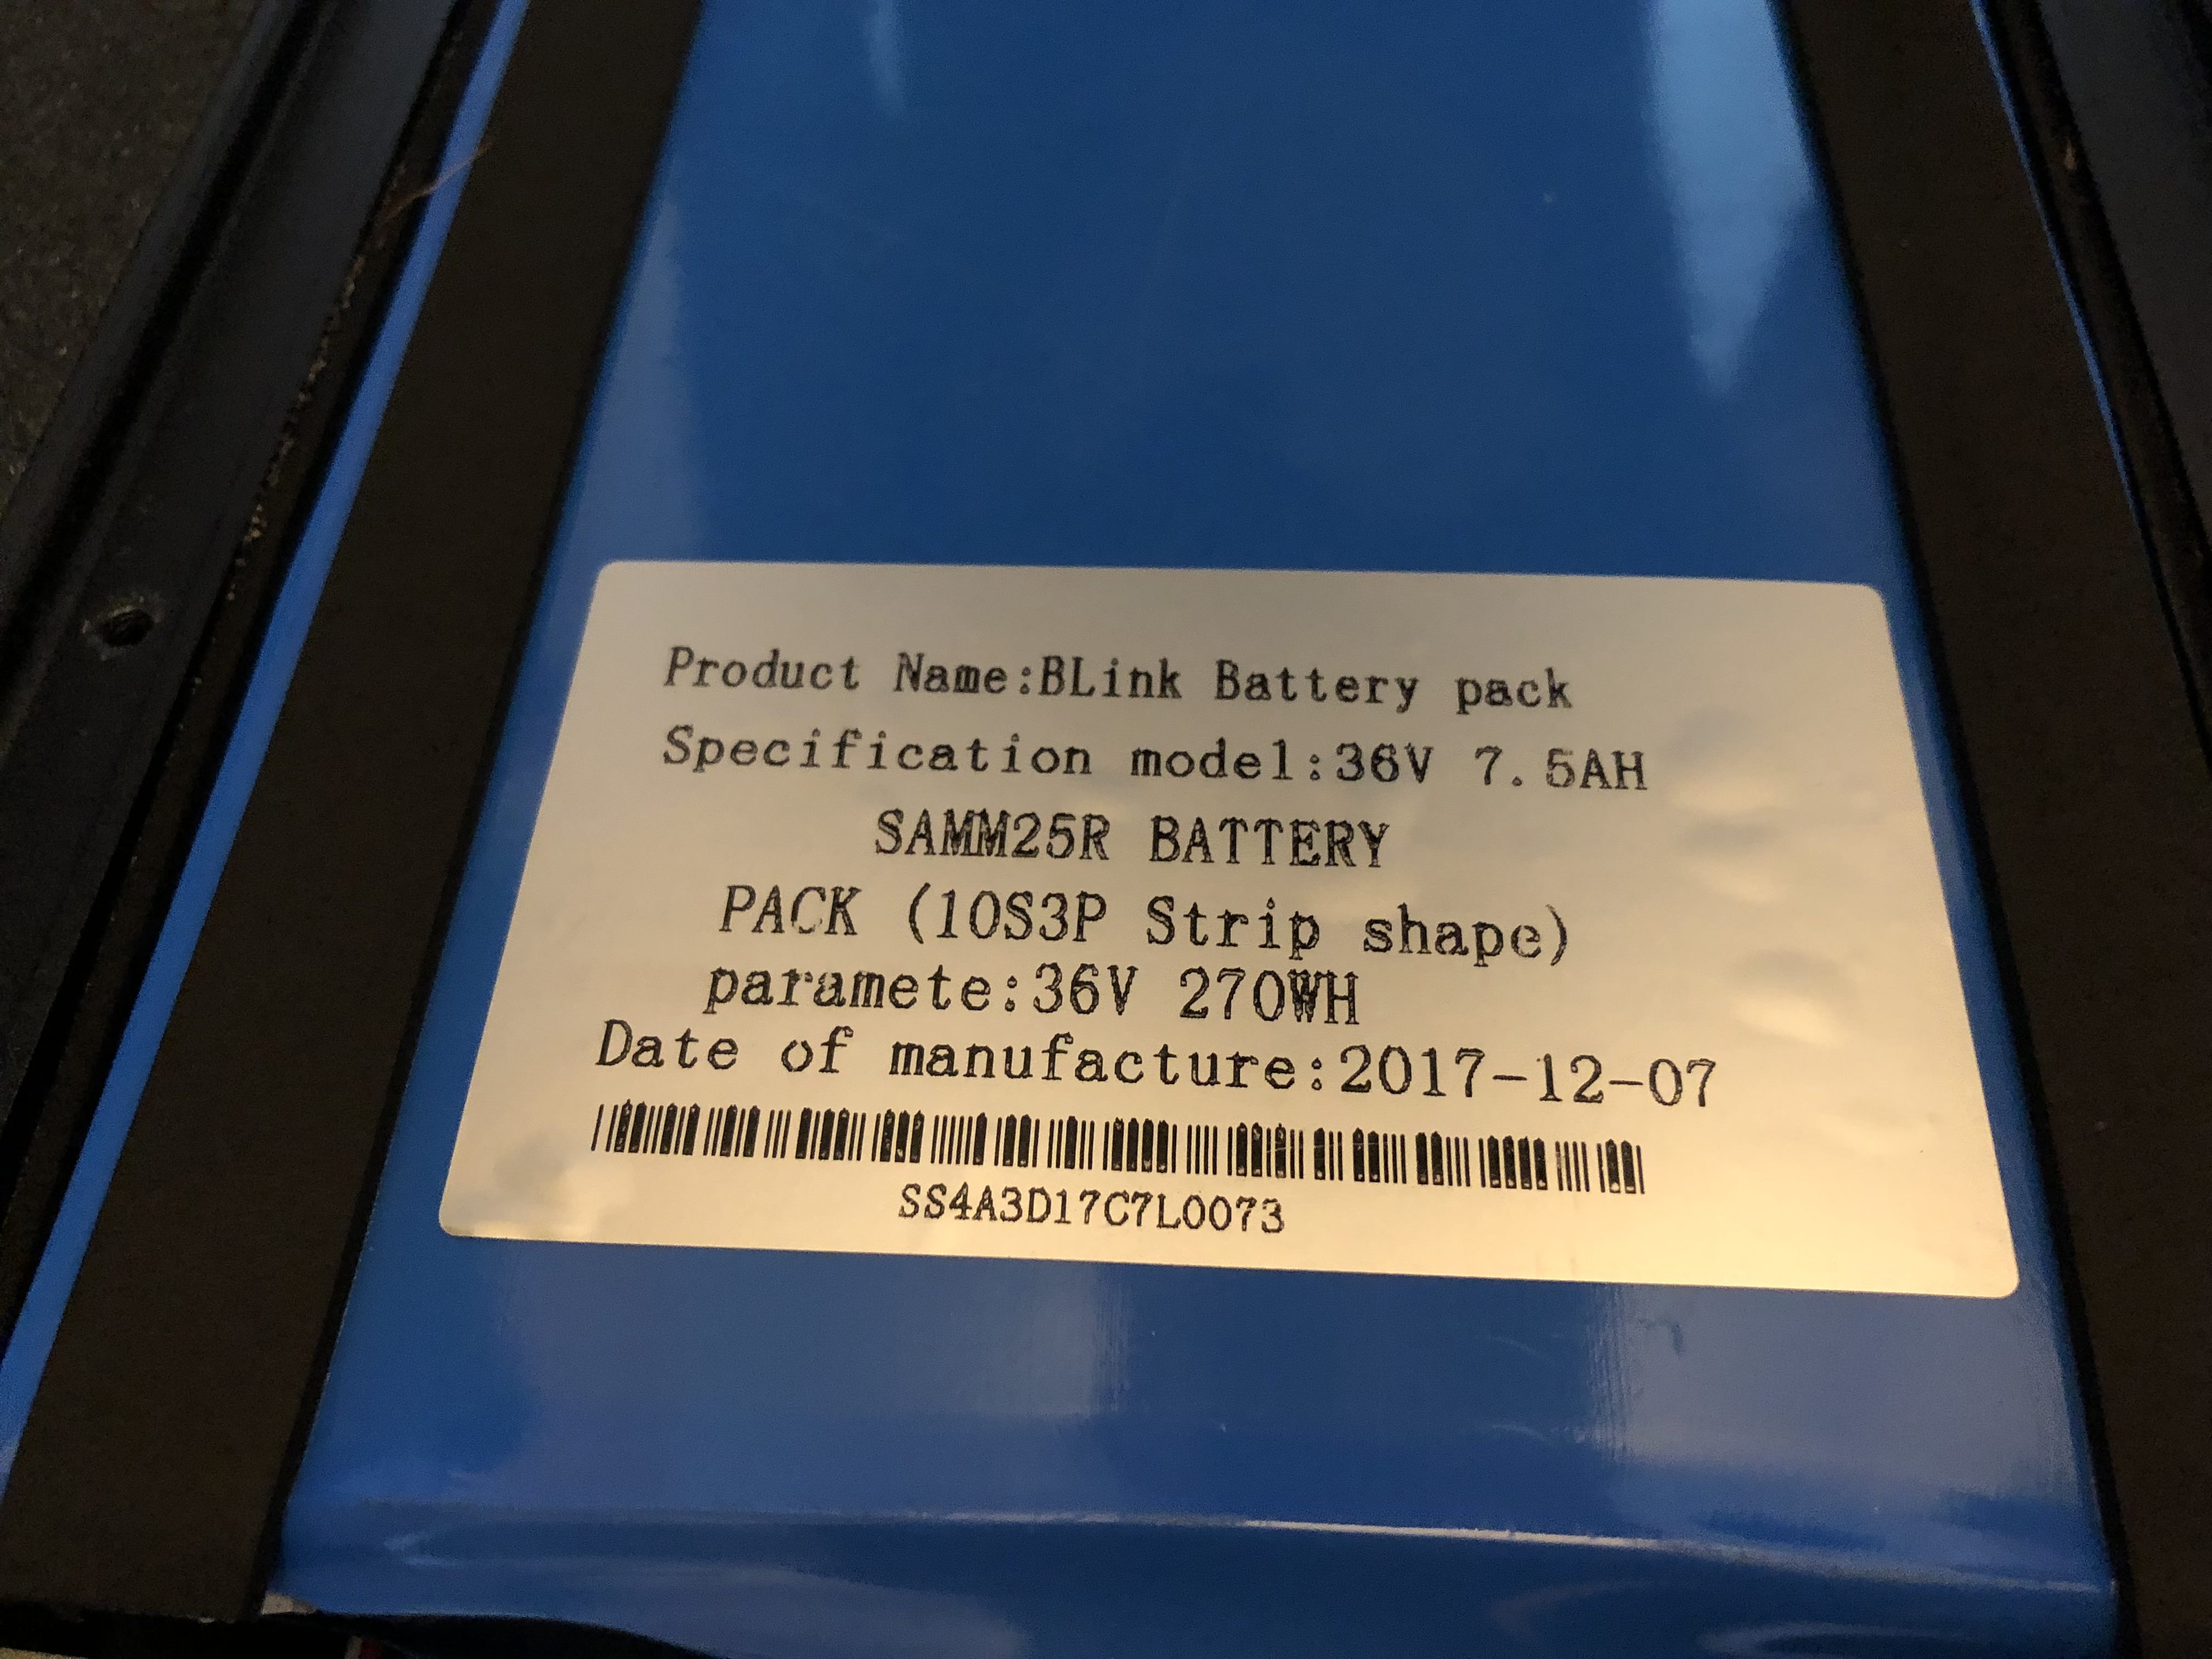 Product Name:BLink Battery pack
Specification model:36V 7.5AH
SAMM25R BATTERY
PACK (10S3P Strip shape)
paramete:36V 270WH
Date of manufacture:2017-12-07
SS4A3D17C7L0073